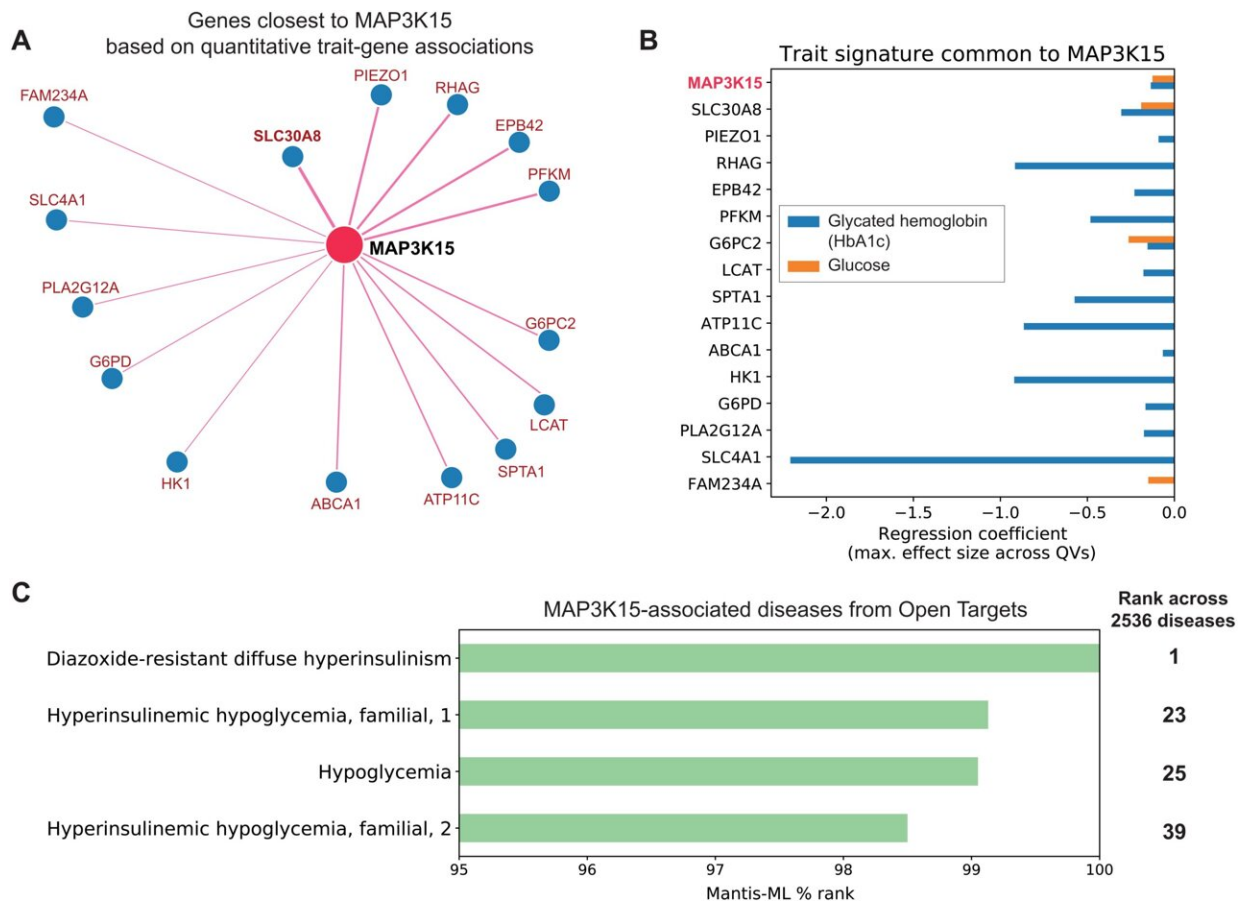 A
Genes closest to MAP3K15
based on quantitative trait-gene associations
FAM234A
PIEZO1
RHAG
SLC30A8
EPB42
PFKM
SLC4A1
MAP3K15
PLA2G12A
G6PC2
G6PD
LCAT
SPTA1
HK1
ABCA1
ATP11C
B
Trait signature common to MAP3K15
MAP3K15
SLC30A8
PIEZO1
RHAG
EPB42
PFKM
G6PC2
LCAT
SPTA1
ATP11C
ABCA1
HK1
G6PD
PLA2G12A
SLC4A1
FAM234A
Glycated hemoglobin
(HbA1c)
Glucose
−2.0 −1.5 −1.0 −0.5 0.0
Regression coefficient
(max. effect size across QVs)
C
MAP3K15-associated diseases from Open Targets
Rank across
2536 diseases
Diazoxide-resistant diffuse hyperinsulinism 1
Hyperinsulinemic hypoglycemia, familial, 1 23
Hypoglycemia 25
Hyperinsulinemic hypoglycemia, familial, 2 39
95 96 97 98 99 100
Mantis-ML % rank